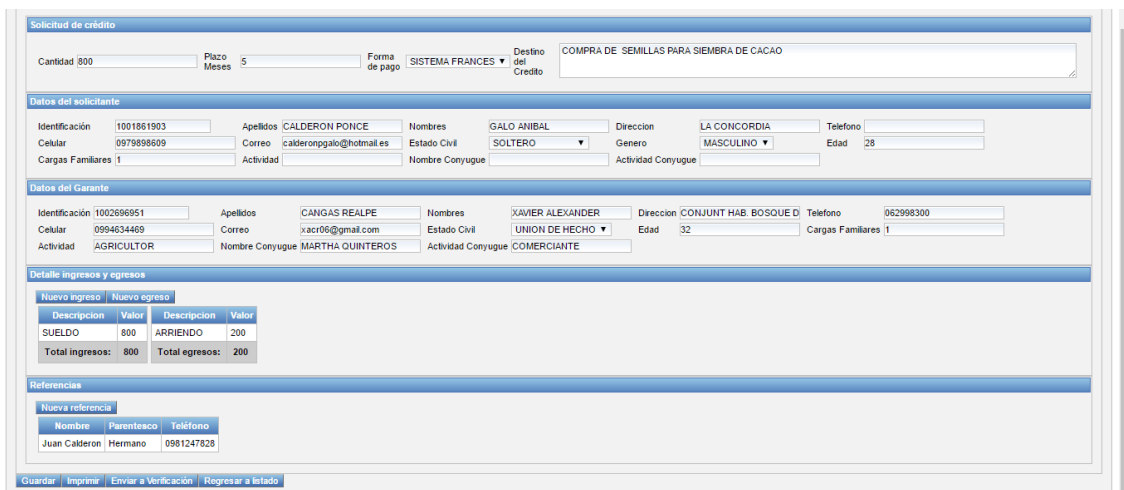 Solicitud de crédito
Cantidad 800 Plazo Meses 5 Forma de pago SISTEMA FRANCES Destino del Credito COMPRA DE SEMILLAS PARA SIEMBRA DE CACAO
Datos del solicitante
Identificación 1001861903 Apellidos CALDERON PONCE Nombres GALO ANIBAL Direccion LA CONCORDIA Telefono
Celular 0979898609 Correo calderonpgalo@hotmail.es Estado Civil SOLTERO Genero MASCULINO Edad 28
Cargas Familiares 1 Actividad Nombre Conyugue Actividad Conyugue
Datos del Garante
Identificación 1002696951 Apellidos CANGAS REALPE Nombres XAVIER ALEXANDER Direccion CONJUNT HAB. BOSQUE D Telefono 062998300
Celular 0994634469 Correo xacr06@gmail.com Estado Civil UNION DE HECHO Edad 32 Cargas Familiares 1
Actividad AGRICULTOR Nombre Conyugue MARTHA QUINTEROS Actividad Conyugue COMERCIANTE
Detalle ingresos y egresos
Nuevo ingreso Nuevo egreso
Descripcion Valor Descripcion Valor
SUELDO 800 ARRIENDO 200
Total ingresos: 800 Total egresos: 200
Referencias
Nueva referencia
Nombre Parentesco Teléfono
Juan Calderon Hermano 0981247828
Guardar Imprimir Enviar a Verificación Regresar a listado